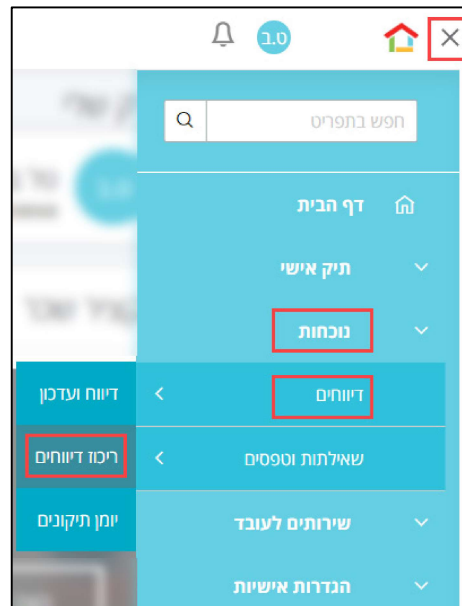 ט.ב
חפש בתפריט
דף הבית
תיק אישי
נוכחות
דיווחים
שאילתות וטפסים
שירותים לעובד
הגדרות אישיות
דיווח ועדכון
ריכוז דיווחים
יומן תיקונים